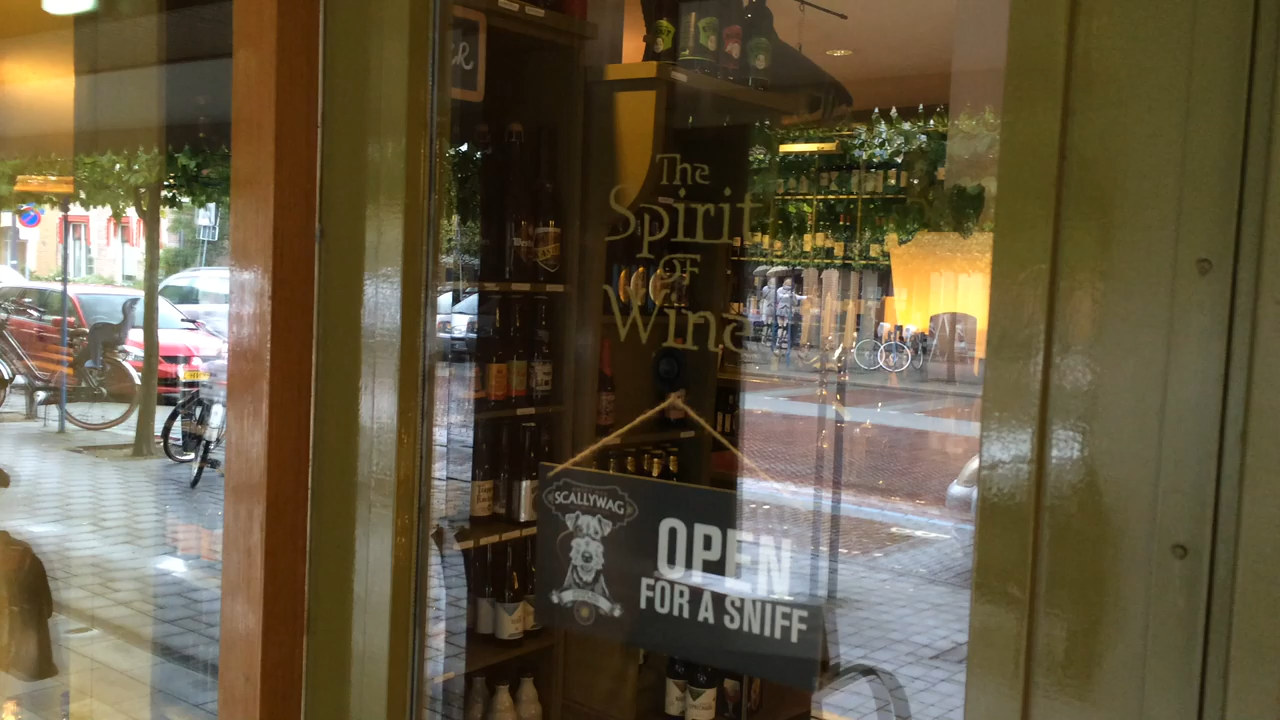 The
Spirit
OF
Wine
SCALLYWAG
OPEN
FOR A SNIFF